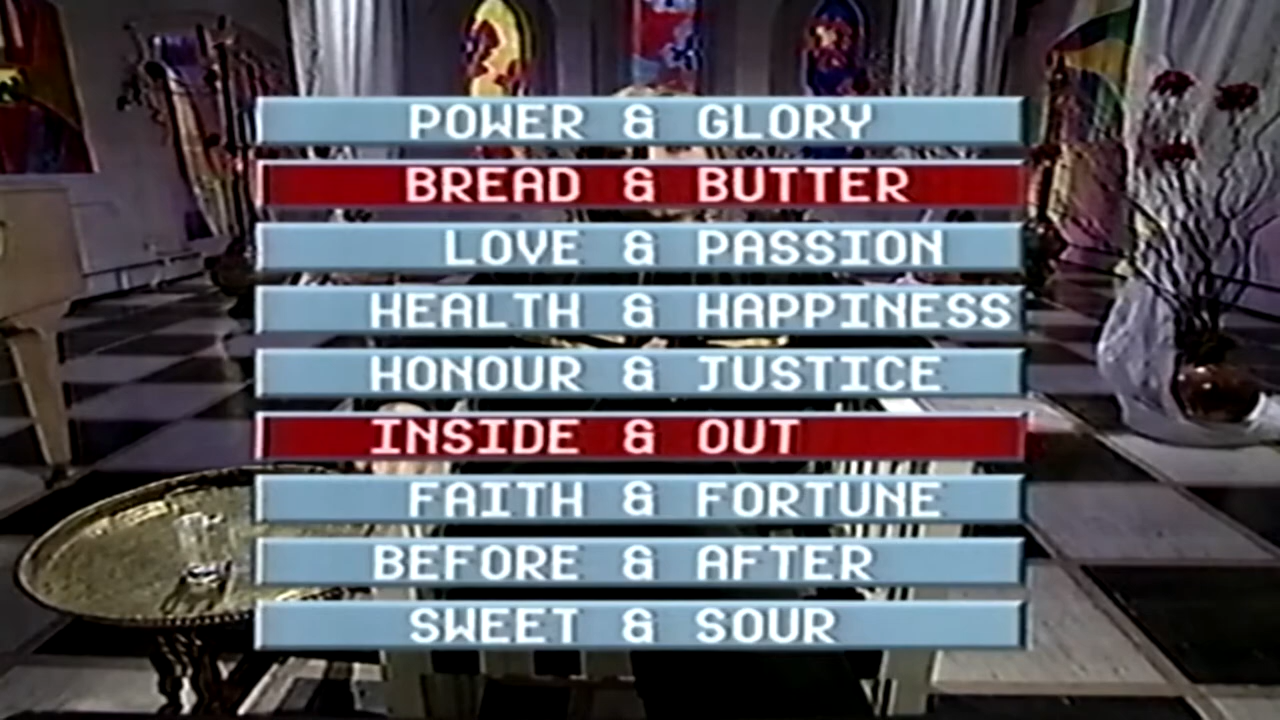 POWER & GLORY
BREAD & BUTTER
LOVE & PASSION
HEALTH & HAPPINESS
HONOUR & JUSTICE
INSIDE & OUT
FAITH & FORTUNE
BEFORE & AFTER
SWEET & SOUR